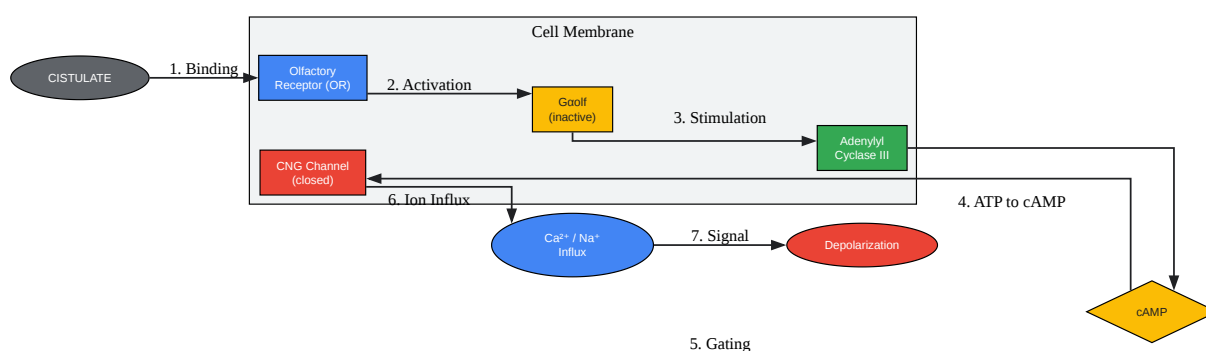 Cell Membrane
CISTULATE
1. Binding
Olfactory
Receptor (OR)
2. Activation
Gαolf
(inactive)
3. Stimulation
Adenylyl
Cyclase III
CNG Channel
(closed)
6. Ion Influx
4. ATP to cAMP
Ca²⁺ / Na⁺
Influx
7. Signal
Depolarization
cAMP
5. Gating